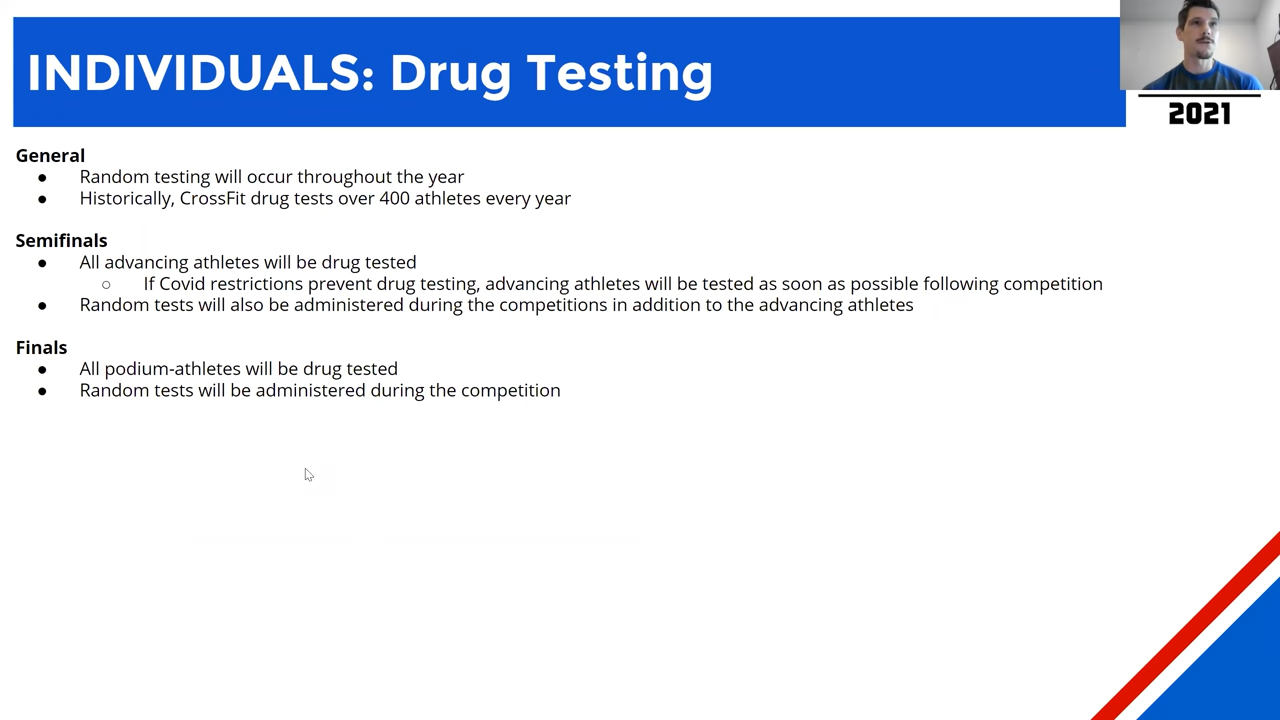 INDIVIDUALS: Drug Testing
2021
General
● Random testing will occur throughout the year
● Historically, CrossFit drug tests over 400 athletes every year
Semifinals
● All advancing athletes will be drug tested
○ If Covid restrictions prevent drug testing, advancing athletes will be tested as soon as possible following competition
● Random tests will also be administered during the competitions in addition to the advancing athletes
Finals
● All podium-athletes will be drug tested
● Random tests will be administered during the competition